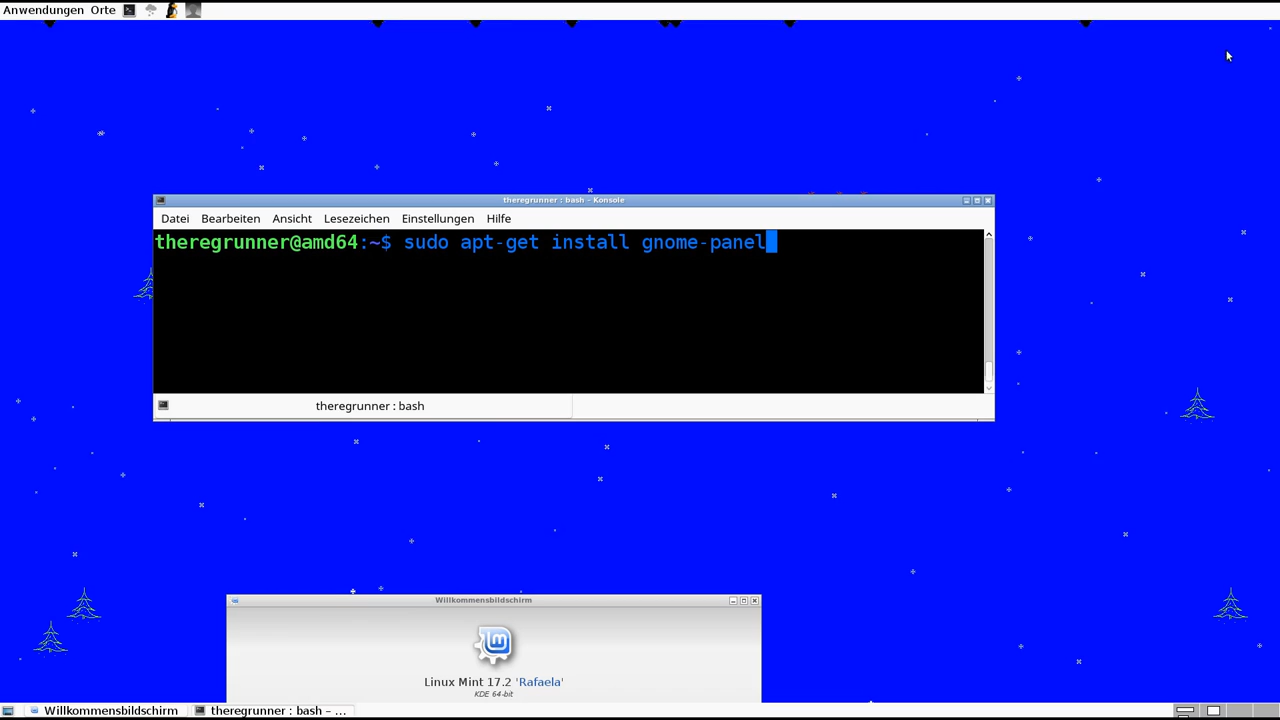 Anwendungen Orte
theregrunner : bash – Konsole
Datei Bearbeiten Ansicht Lesezeichen Einstellungen Hilfe
theregrunner@amd64:~$ sudo apt-get install gnome-panel
theregrunner : bash
Willkommensbildschirm
lm
Linux Mint 17.2 'Rafaela'
KDE 64-bit
Willkommensbildschirm theregrunner : bash – ...